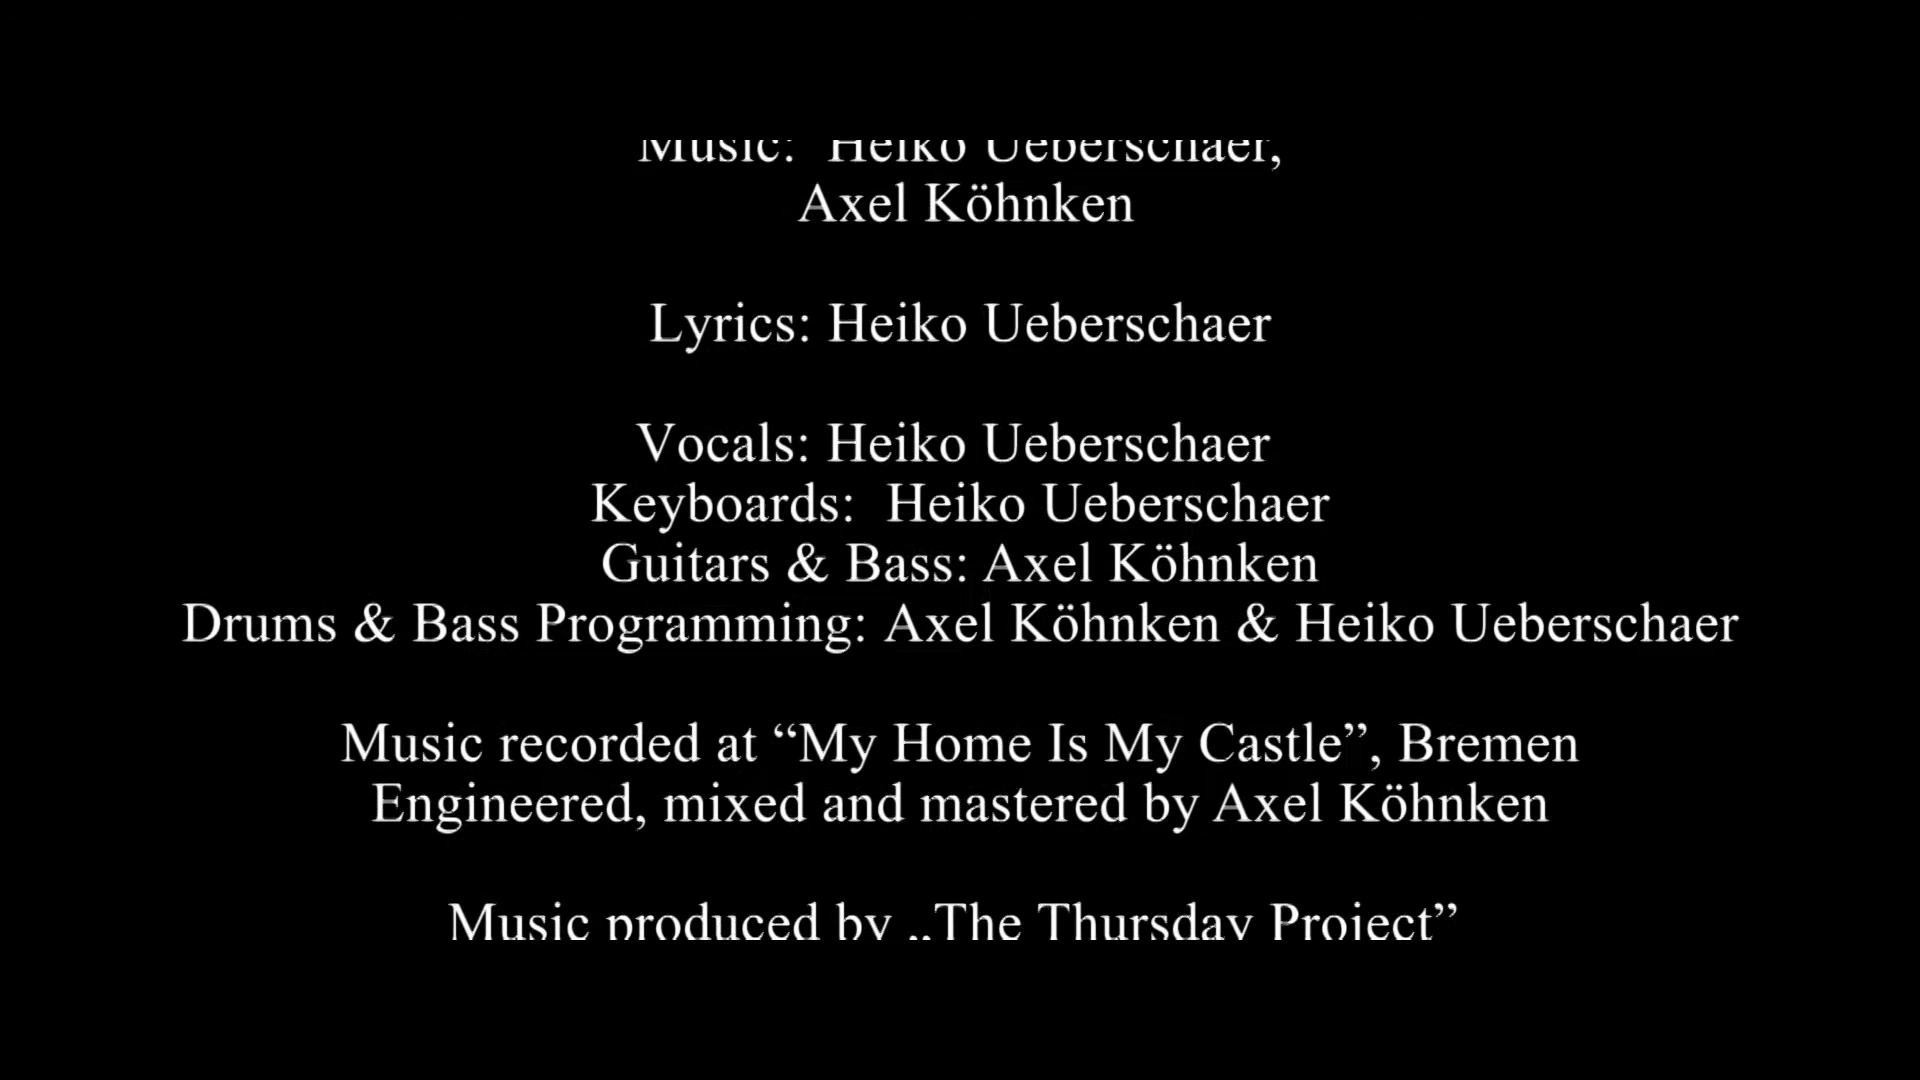 Music:  Heiko Ueberschaer,
Axel Köhnken
Lyrics: Heiko Ueberschaer
Vocals: Heiko Ueberschaer
Keyboards:  Heiko Ueberschaer
Guitars & Bass: Axel Köhnken
Drums & Bass Programming: Axel Köhnken & Heiko Ueberschaer
Music recorded at “My Home Is My Castle”, Bremen
Engineered, mixed and mastered by Axel Köhnken
Music produced by „The Thursday Project”